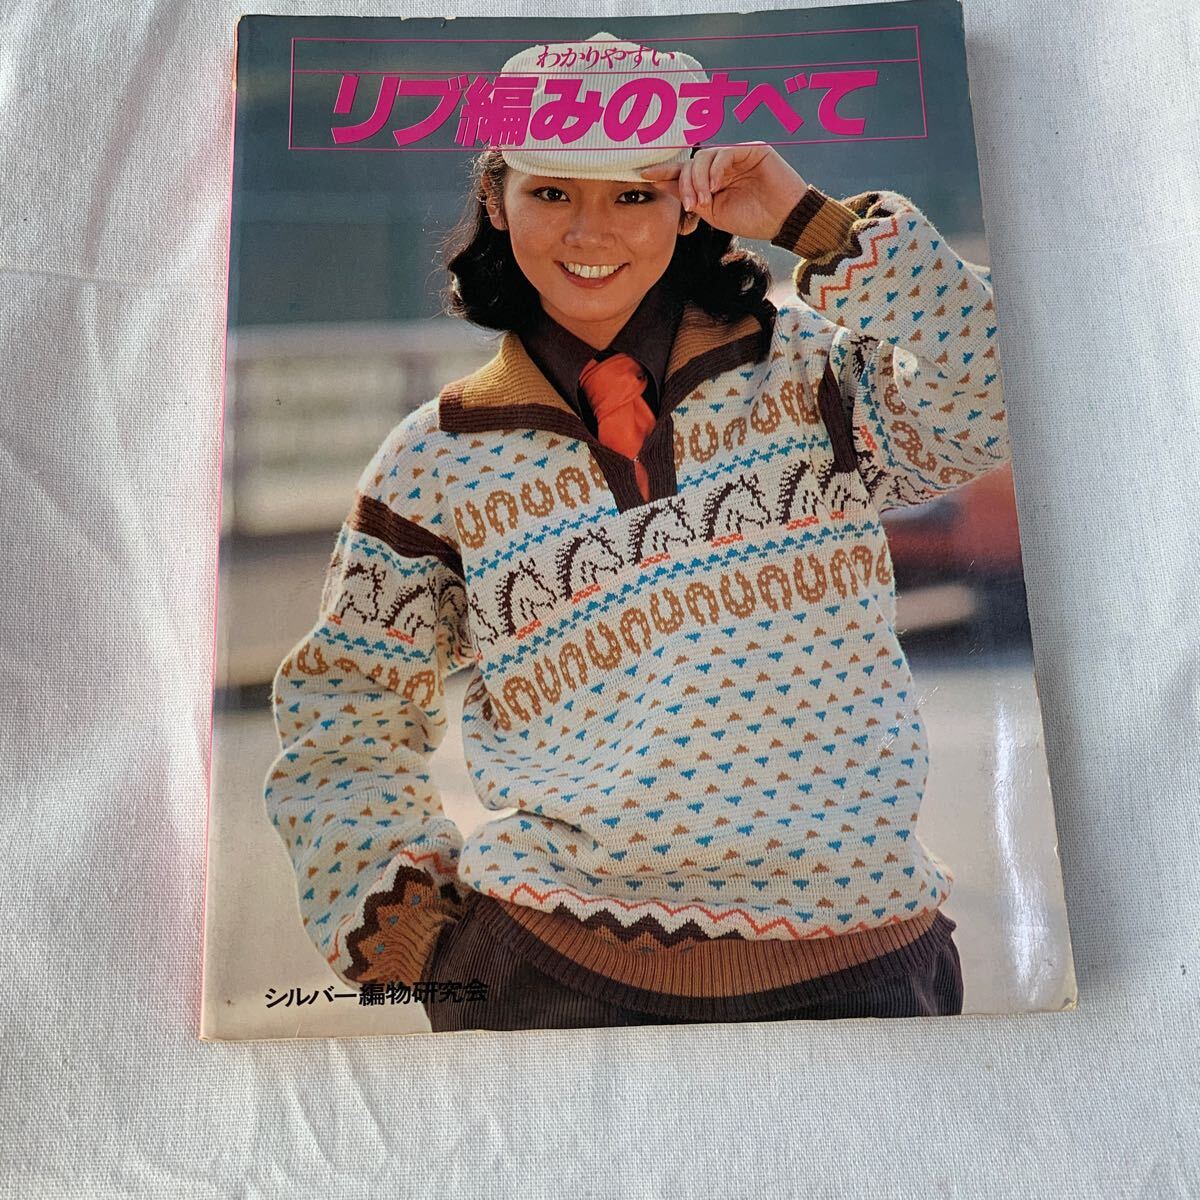 わかりやすい
リブ編みのすべて
シルバー編物研究会